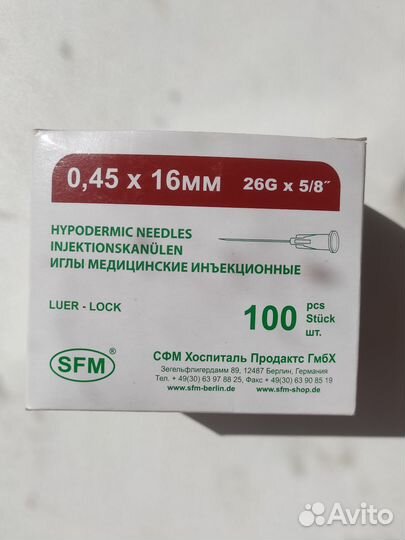 0,45 x 16мм 26G x 5/8"
HYPODERMIC NEEDLES
INJEKTIONSKANÜLEN
ИГЛЫ МЕДИЦИНСКИЕ ИНЪЕКЦИОННЫЕ
LUER - LOCK
100 pcs
Stück
шт.
SFM®
СФМ Хоспиталь Продактс ГмбХ
Зегельфлигердамм 89, 12487 Берлин, Германия
Тел. + 49(30) 63 97 88 25, Факс + 49(30) 63 90 85 19
www.sfm-berlin.de, www.sfm-shop.de
Avito